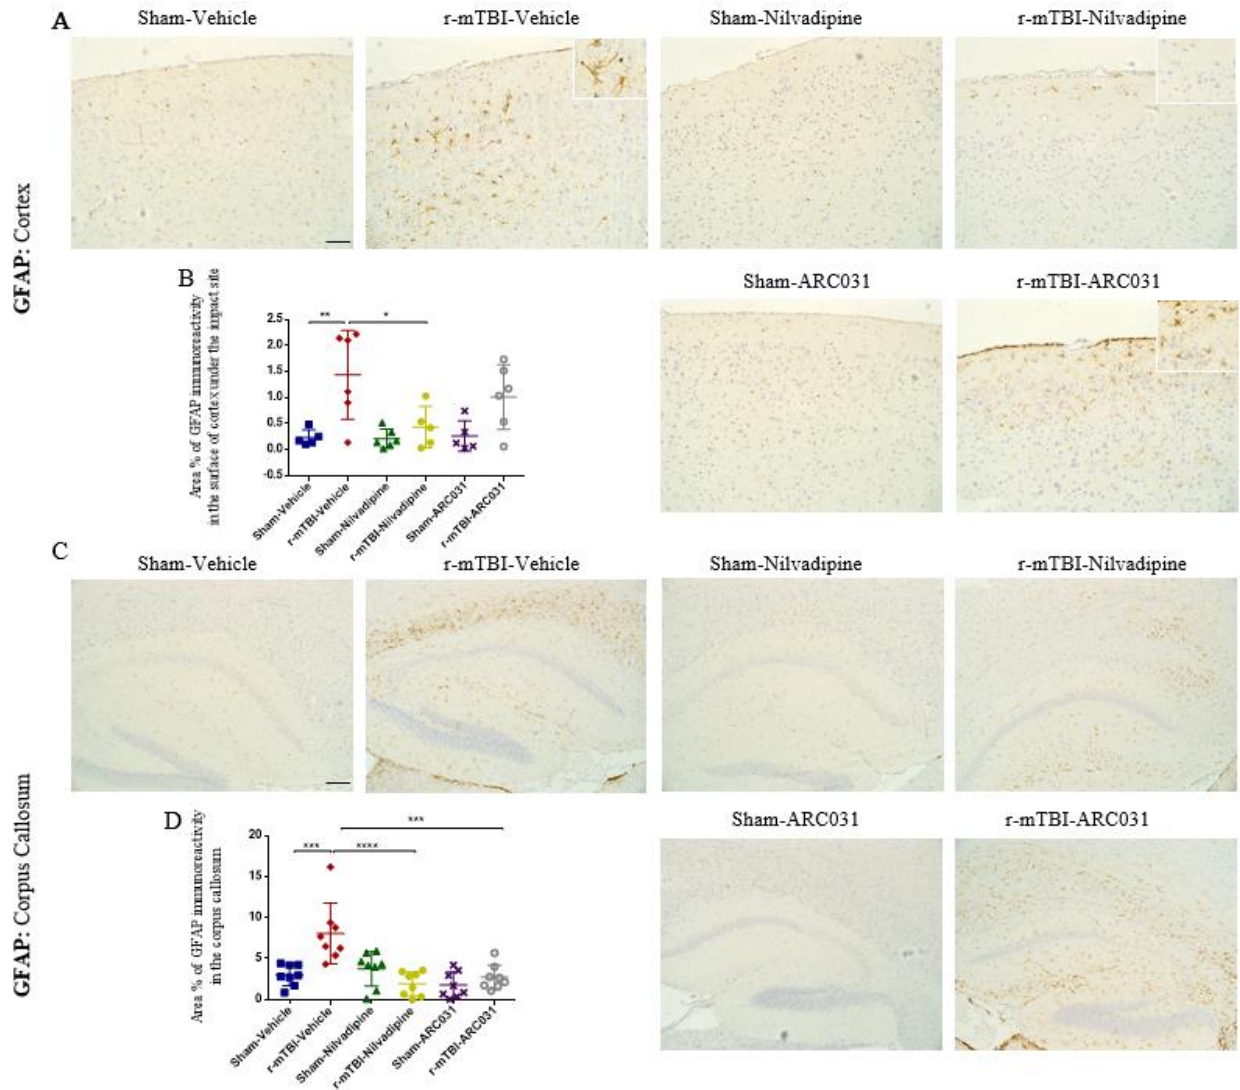 A
Sham-Vehicle
r-mTBI-Vehicle
Sham-Nilvadipine
r-mTBI-Nilvadipine
GFAP: Cortex
Sham-ARC031
r-mTBI-ARC031
B
Area % of GFAP immunoreactivity
in the surface of cortex under the impact site
** *
2.5
2.0
1.5
1.0
0.5
0.0
-0.5
Sham-Vehicle
r-mTBI-Vehicle
Sham-Nilvadipine
r-mTBI-Nilvadipine
Sham-ARC031
r-mTBI-ARC031
C
Sham-Vehicle
r-mTBI-Vehicle
Sham-Nilvadipine
r-mTBI-Nilvadipine
GFAP: Corpus Callosum
Sham-ARC031
r-mTBI-ARC031
D
Area % of GFAP immunoreactivity
in the corpus callosum
***
*** ****
20
15
10
5
0
Sham-Vehicle
r-mTBI-Vehicle
Sham-Nilvadipine
r-mTBI-Nilvadipine
Sham-ARC031
r-mTBI-ARC031